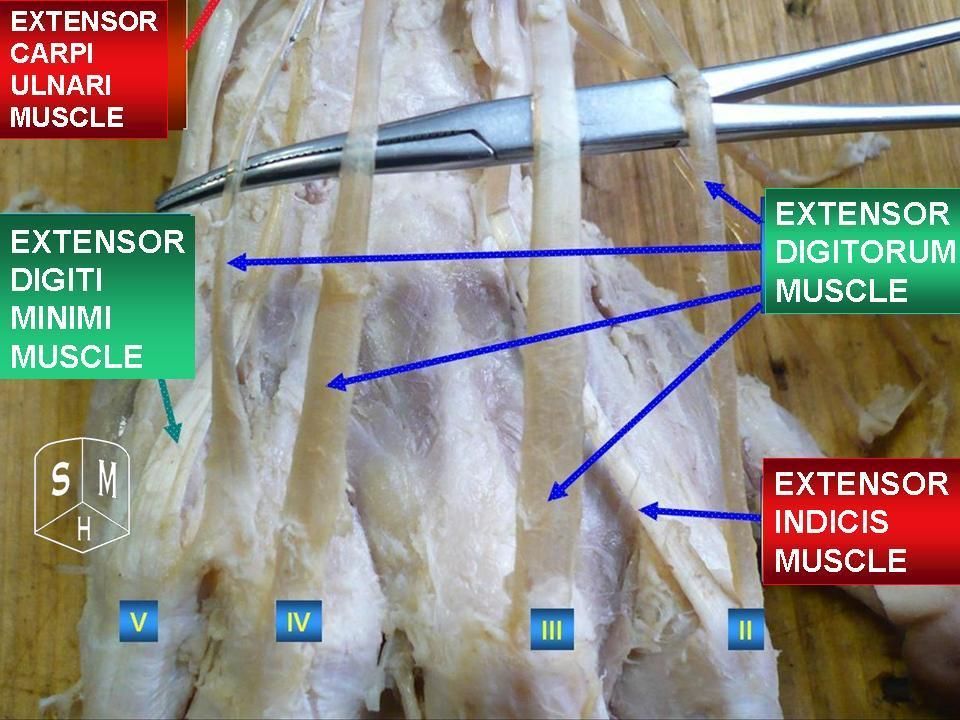 EXTENSOR
CARPI
ULNARI
MUSCLE
EXTENSOR
DIGITI
MINIMI
MUSCLE
EXTENSOR
DIGITORUM
MUSCLE
EXTENSOR
INDICIS
MUSCLE
S M
H
V
IV
III
II